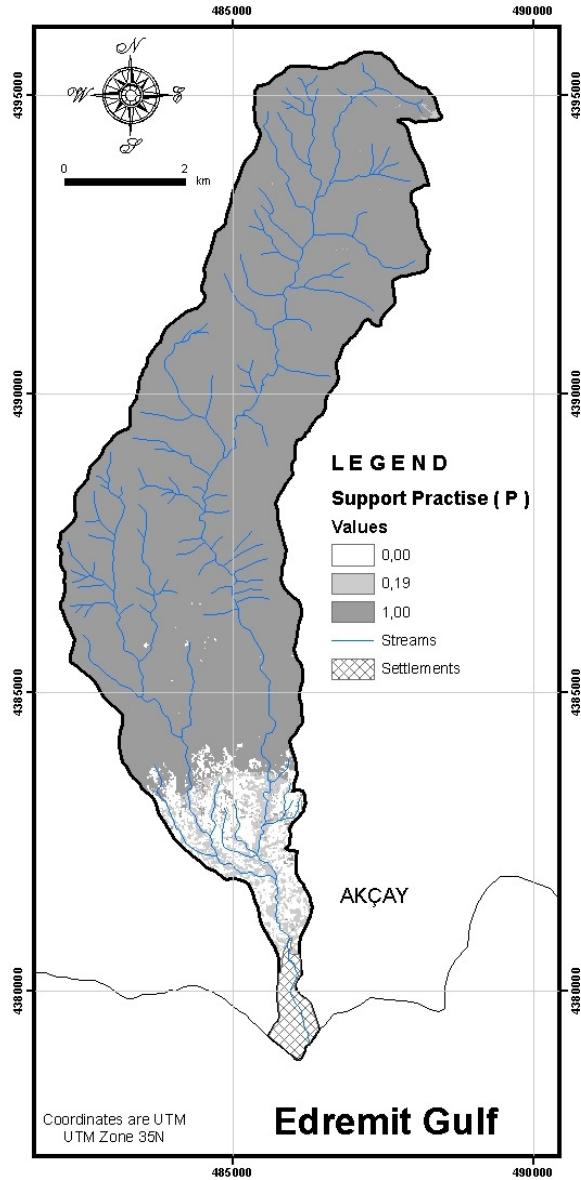 485000 490000
N
W E
S
0 2
km
4395000 4395000
4390000 4390000
L E G E N D
Support Practise ( P )
Values
0,00
0,19
1,00
Streams
Settlements
4385000 4385000
AKÇAY
4380000 4380000
Coordinates are UTM
UTM Zone 35N
Edremit Gulf
485000 490000